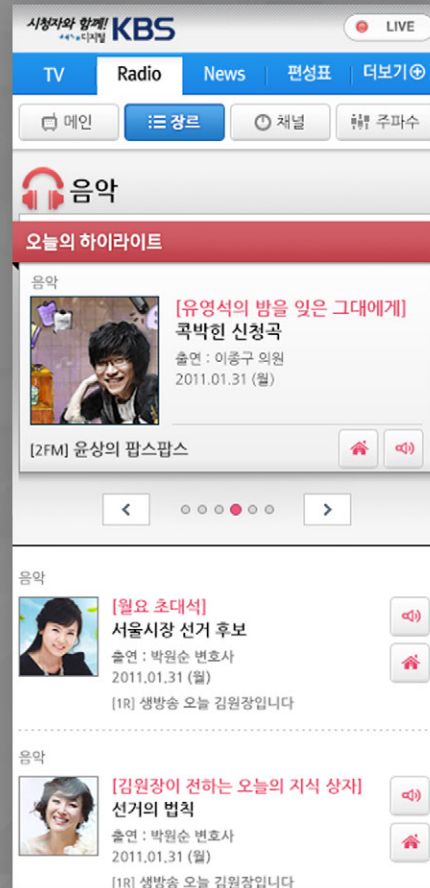 시청자와 함께!
디지털 KBS
LIVE
TV Radio News 편성표 더보기
메인 장르 채널 주파수
음악
오늘의 하이라이트
음악
[유영석의 밤을 잊은 그대에게]
콕박힌 신청곡
출연 : 이종구 의원
2011.01.31 (월)
[2FM] 윤상의 팝스팝스
음악
[월요 초대석]
서울시장 선거 후보
출연 : 박원순 변호사
2011.01.31 (월)
[1R] 생방송 오늘 김원장입니다
음악
[김원장이 전하는 오늘의 지식 상자]
선거의 법칙
출연 : 박원순 변호사
2011.01.31 (월)
[1R] 생방송 오늘 김원장입니다